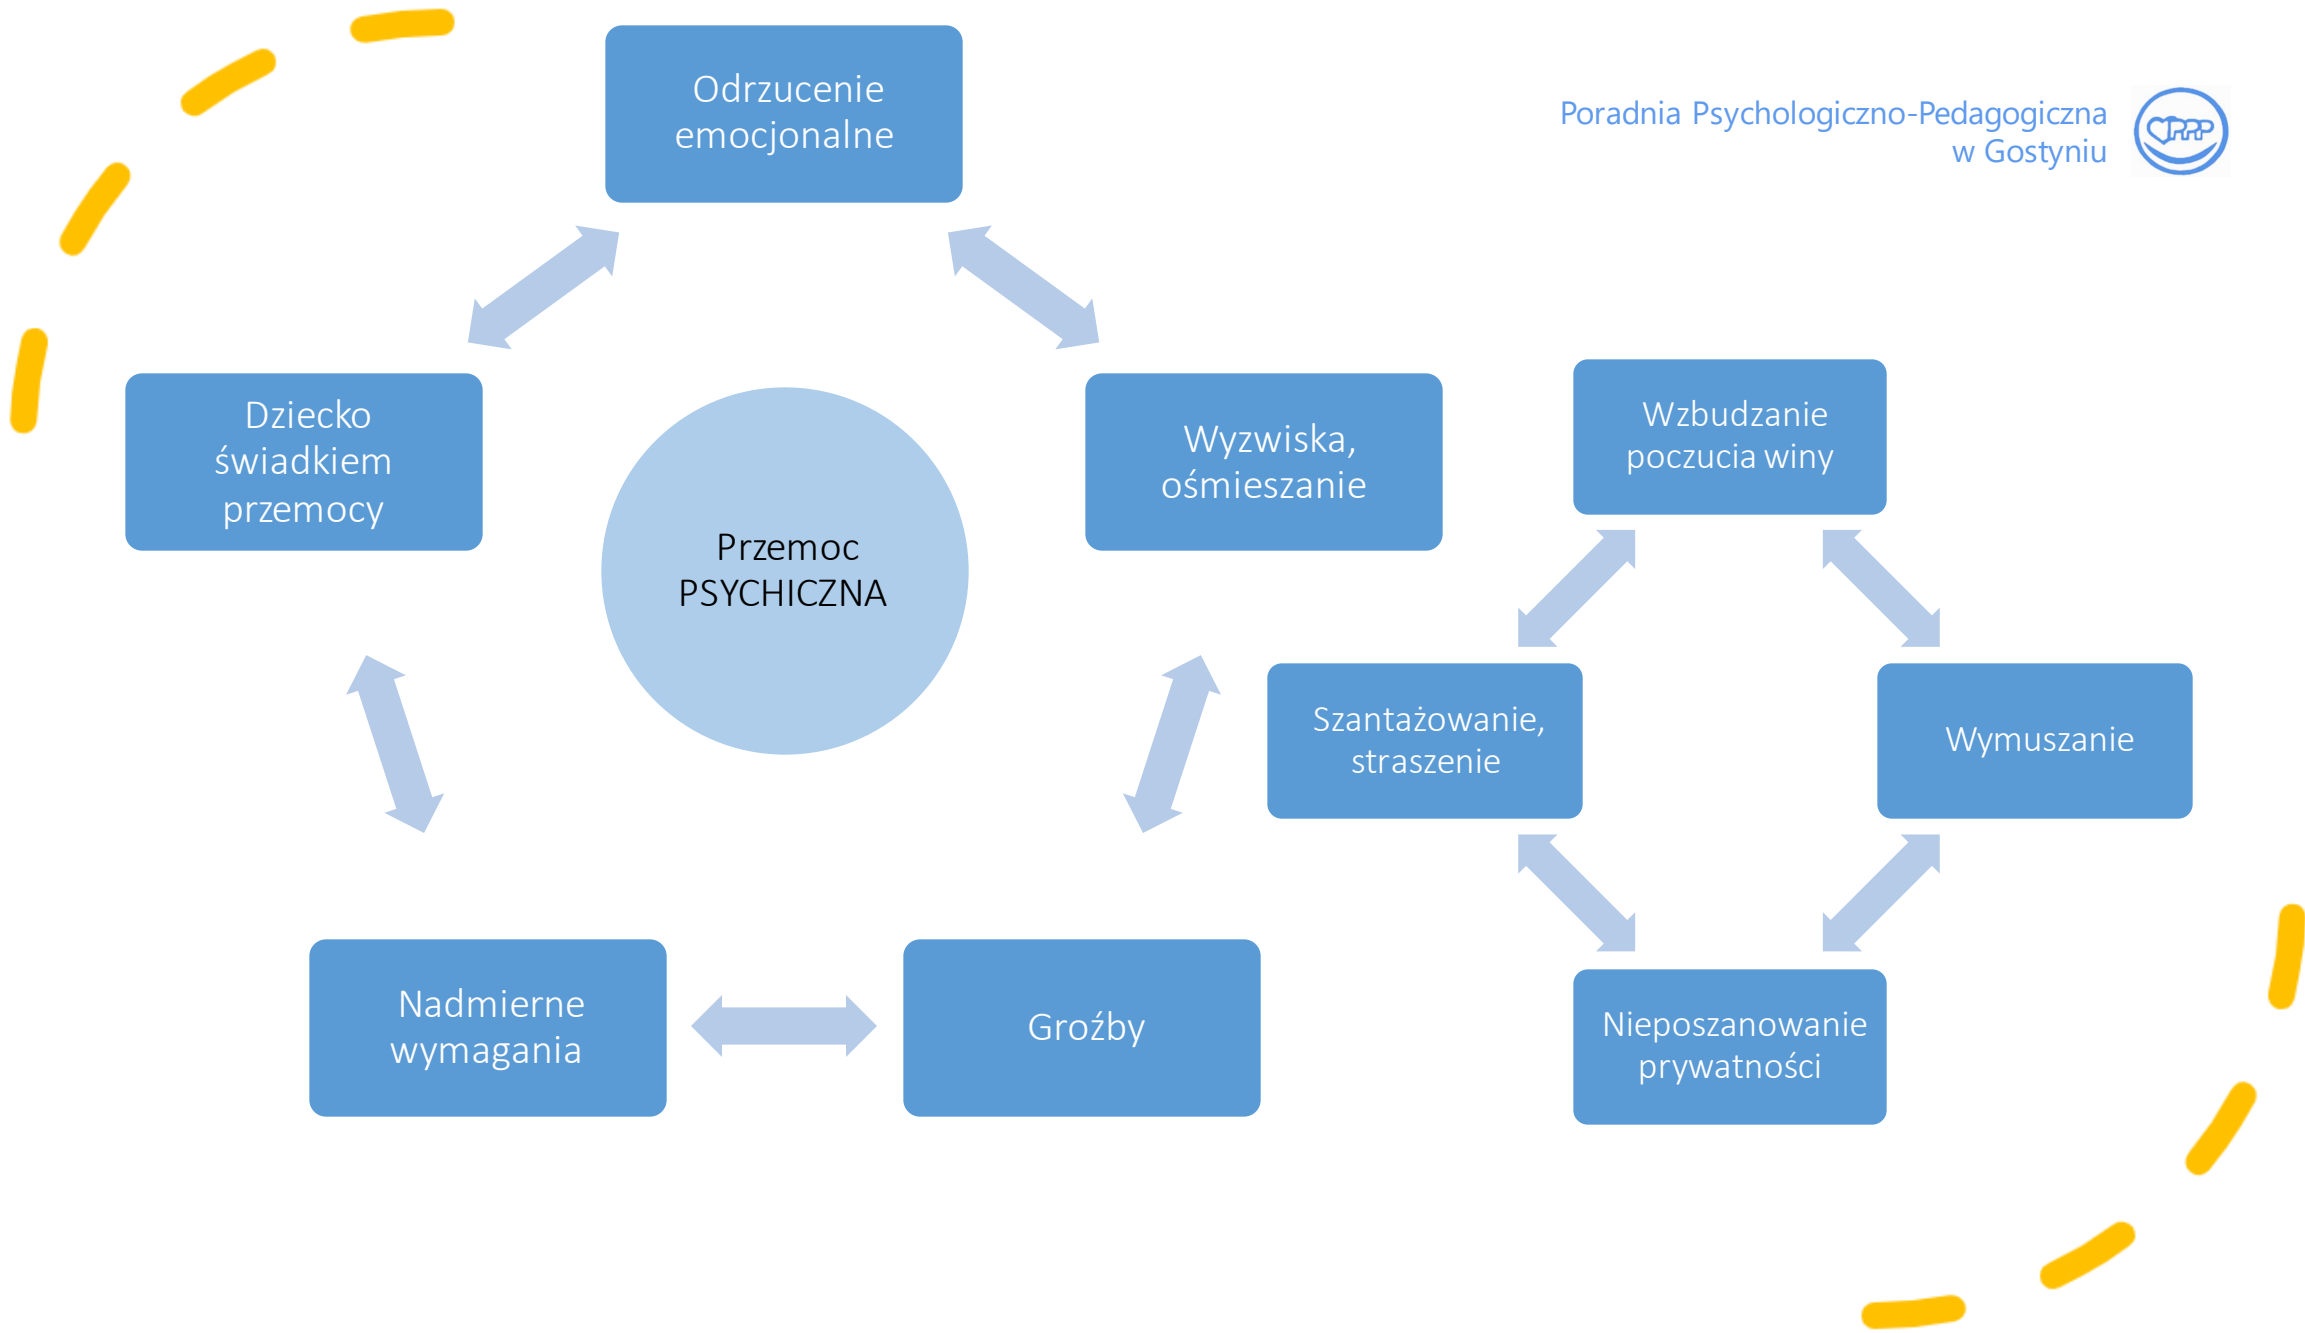 Odrzucenie
emocjonalne
Poradnia Psychologiczno-Pedagogiczna
w Gostyniu
PPP
Dziecko
świadkiem
przemocy
Wyzwiska,
ośmieszanie
Przemoc
PSYCHICZNA
Nadmierne
wymagania
Groźby
Wzbudzanie
poczucia winy
Szantażowanie,
straszenie
Wymuszanie
Nieposzanowanie
prywatności